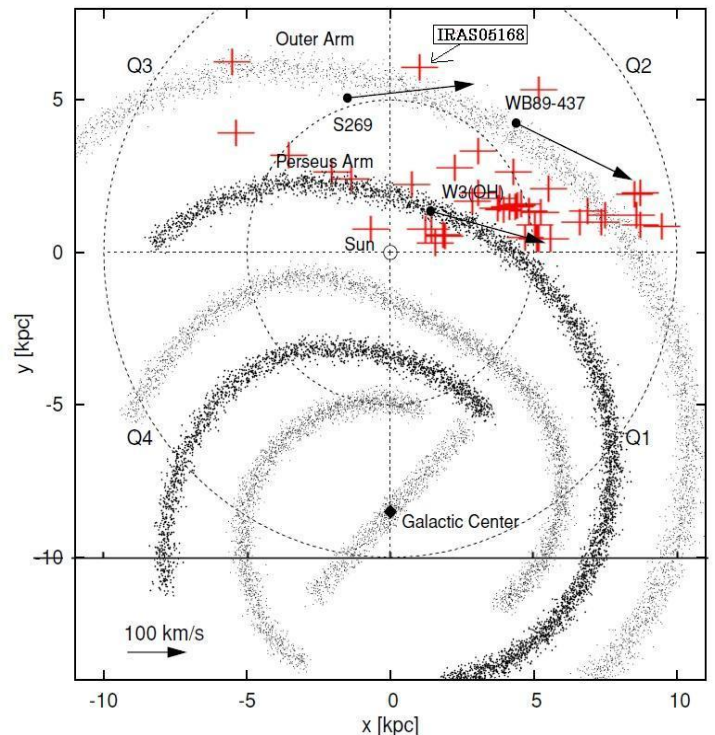 IRAS05168
Outer Arm
Q3
Q2
5
WB89-437
S269
Perseus Arm
W3(OH)
Sun
0
y [kpc]
-5
Q4
Q1
Galactic Center
-10
100 km/s
-10
-5
0
5
10
x [kpc]